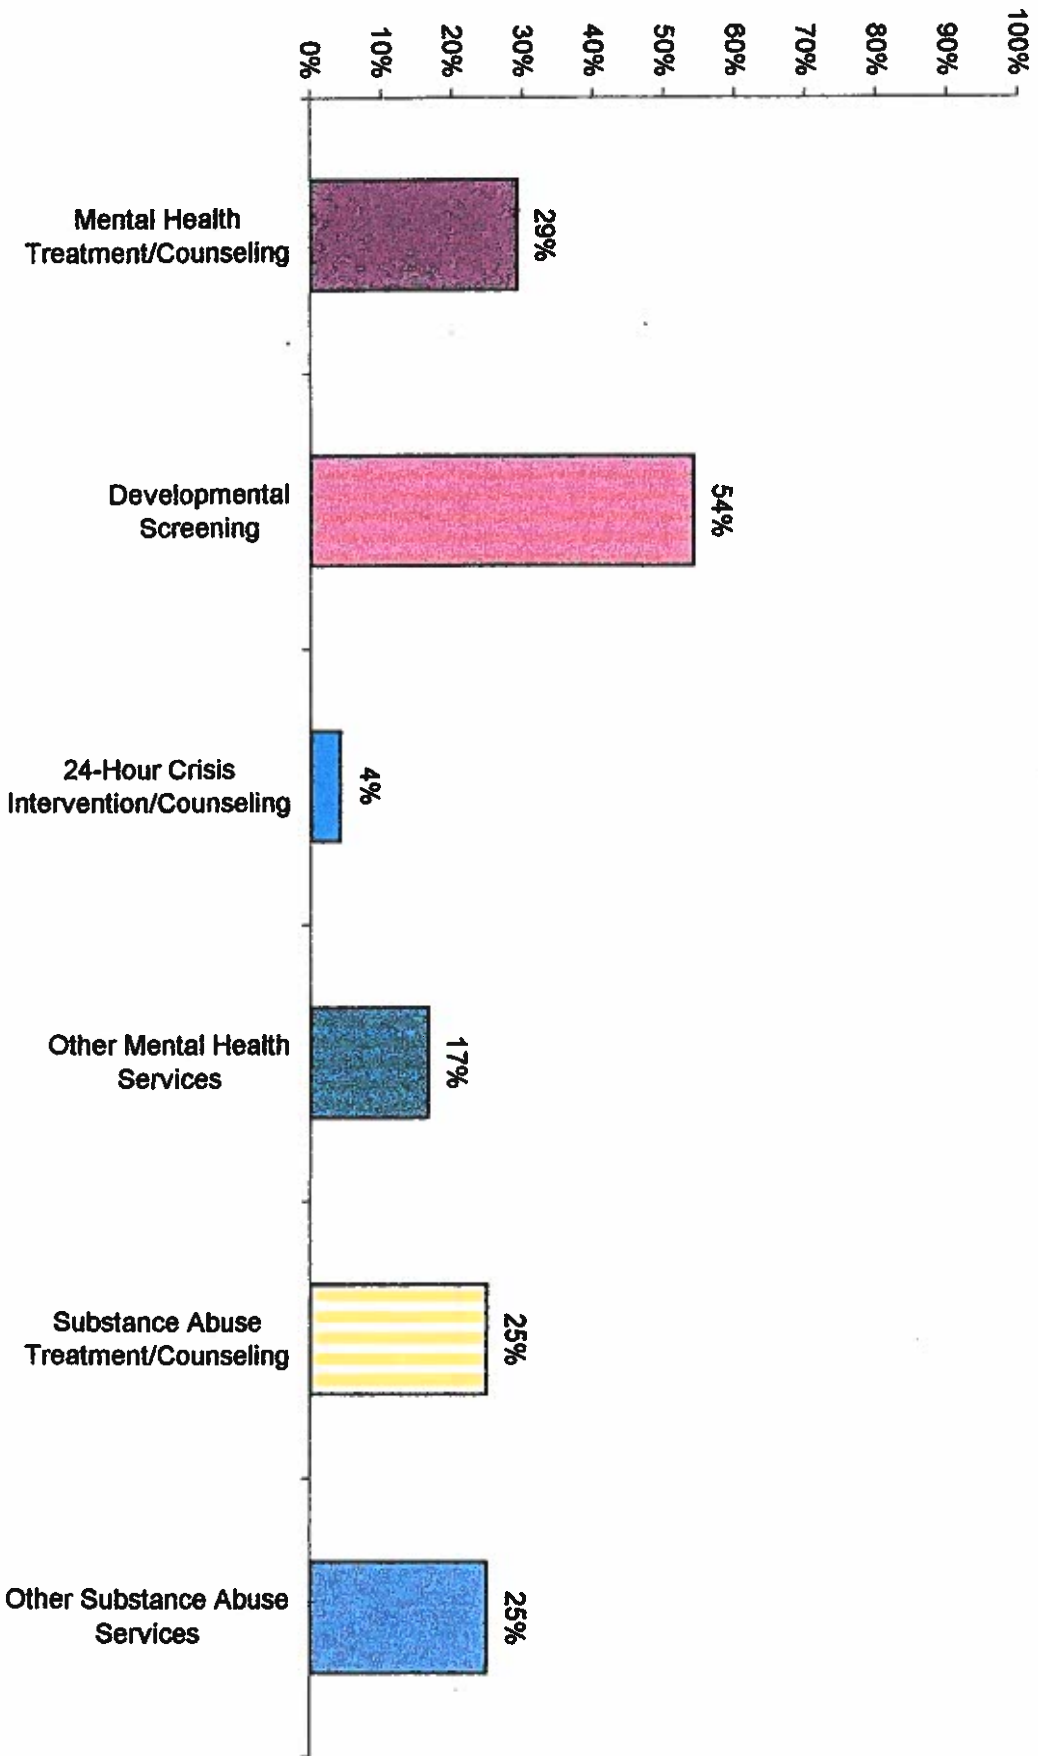 100%
90%
80%
70%
60%
50%
40%
30%
20%
10%
0%
29%
54%
4%
17%
25%
25%
Mental Health
Treatment/Counseling
Developmental
Screening
24-Hour Crisis
Intervention/Counseling
Other Mental Health
Services
Substance Abuse
Treatment/Counseling
Other Substance Abuse
Services